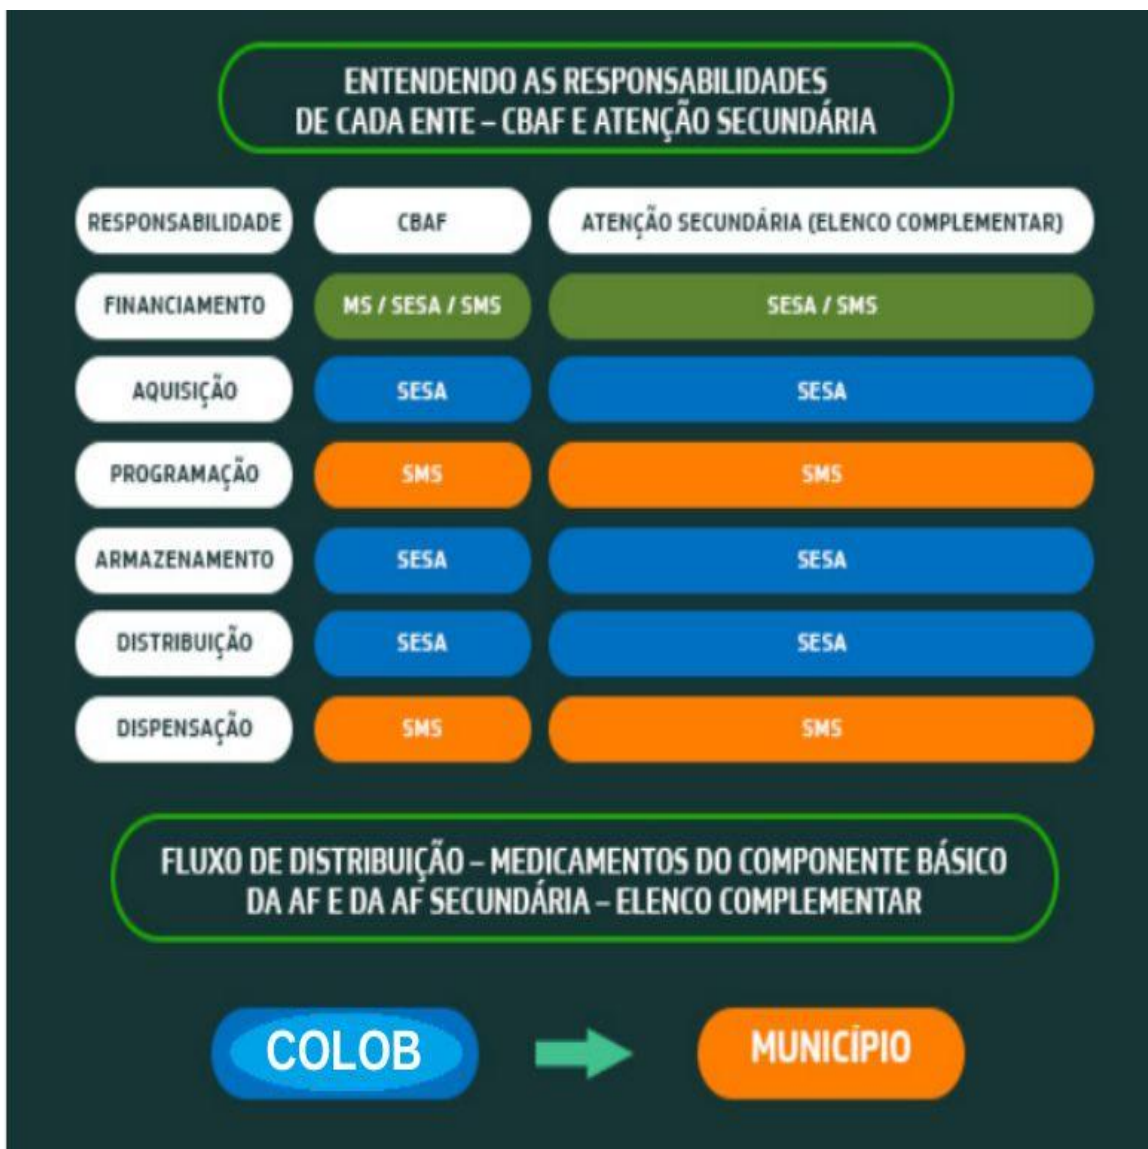 ENTENDENDO AS RESPONSABILIDADES
DE CADA ENTE – CBAF E ATENÇÃO SECUNDÁRIA
RESPONSABILIDADE CBAF ATENÇÃO SECUNDÁRIA (ELENCO COMPLEMENTAR)
FINANCIAMENTO MS / SESA / SMS SESA / SMS
AQUISIÇÃO SESA SESA
PROGRAMAÇÃO SMS SMS
ARMAZENAMENTO SESA SESA
DISTRIBUIÇÃO SESA SESA
DISPENSAÇÃO SMS SMS
FLUXO DE DISTRIBUIÇÃO – MEDICAMENTOS DO COMPONENTE BÁSICO
DA AF E DA AF SECUNDÁRIA – ELENCO COMPLEMENTAR
COLOB MUNICÍPIO